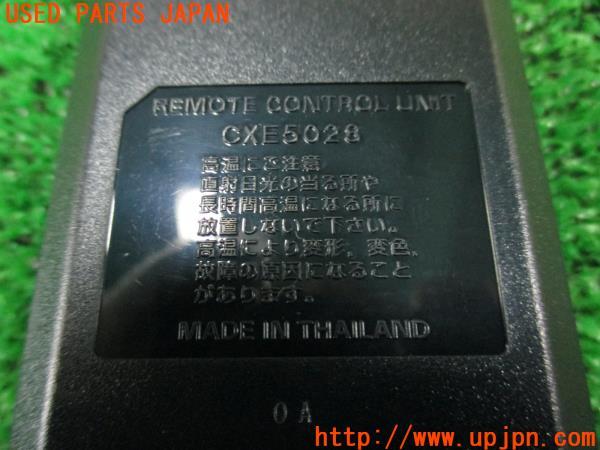 USED PARTS JAPAN
REMOTE CONTROL UNIT
CXE5028
高温にご注意
直射日光の当る所や
長時間高温になる所に
放置しないで下さい。
高温により変形、変色、
故障の原因になること
があります。
MADE IN THAILAND
0A
http://www.upjpn.com/